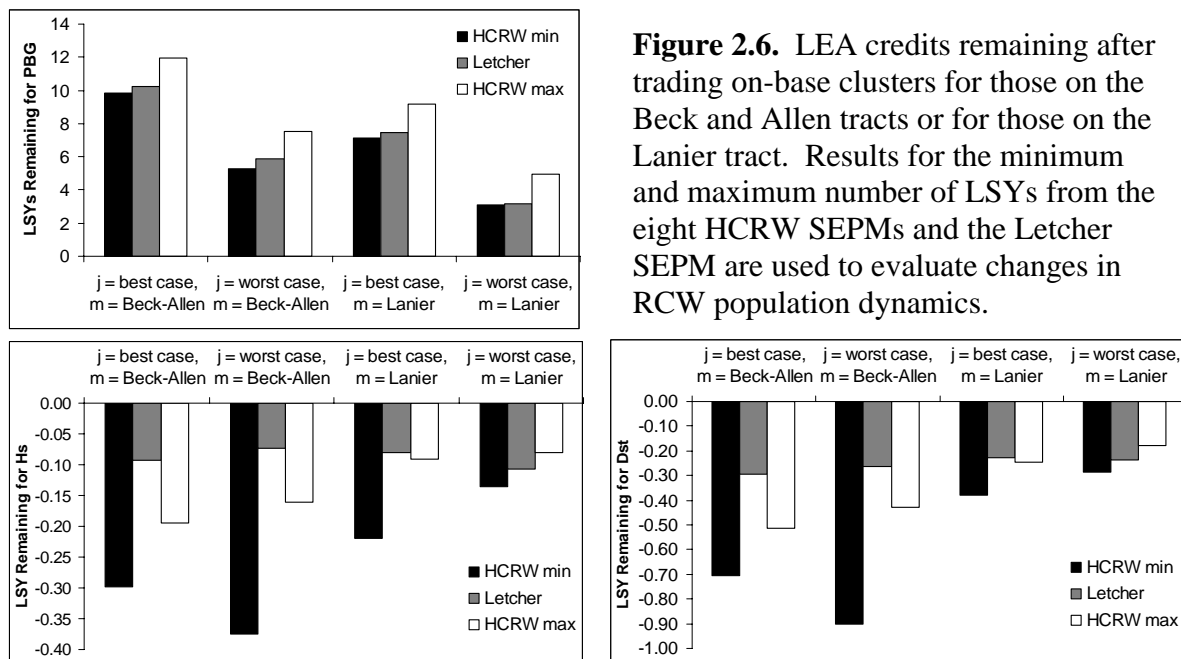 14
12
10
8
6
4
2
0
LSYs Remaining for PBG
HCRW min
Letcher
HCRW max
j = best case,
m = Beck-Allen
j = worst case,
m = Beck-Allen
j = best case,
m = Lanier
j = worst case,
m = Lanier
Figure 2.6. LEA credits remaining after
trading on-base clusters for those on the
Beck and Allen tracts or for those on the
Lanier tract. Results for the minimum
and maximum number of LSYs from the
eight HCRW SEPMs and the Letcher
SEPM are used to evaluate changes in
RCW population dynamics.
j = best case,
m = Beck-Allen
j = worst case,
m = Beck-Allen
j = best case,
m = Lanier
j = worst case,
m = Lanier
0.00
-0.05
-0.10
-0.15
-0.20
-0.25
-0.30
-0.35
-0.40
LSY Remaining for Hs
HCRW min
Letcher
HCRW max
j = best case,
m = Beck-Allen
j = worst case,
m = Beck-Allen
j = best case,
m = Lanier
j = worst case,
m = Lanier
0.00
-0.10
-0.20
-0.30
-0.40
-0.50
-0.60
-0.70
-0.80
-0.90
-1.00
LSY Remaining for Dst
HCRW min
Letcher
HCRW max